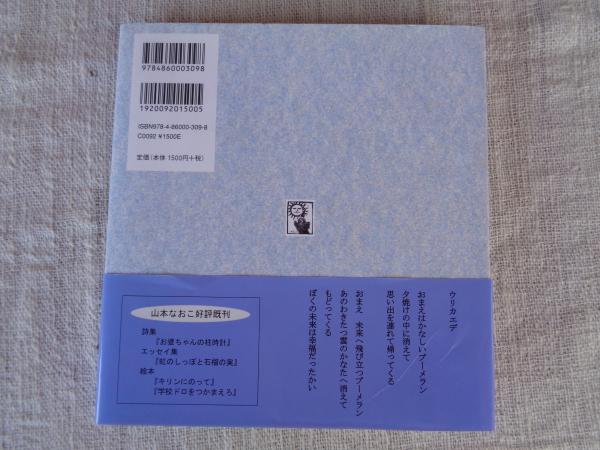 9784860003098
1920092015005
ISBN978-4-86000-309-8
C0092 ¥1500E
定価(本体 1500円+税)
ウリカエデ
おまえはかなしいブーメラン
夕焼けの中に消えて
思い出を連れて帰ってくる
おまえ　未来へ飛び立つブーメラン
あのわきたつ雲のかなたへ消えて
もどってくる
ぼくの未来は幸福だったかい
山本なおこ好評既刊
詩集
『お婆ちゃんの柱時計』
エッセイ集
『虹のしっぽと石榴の実』
絵本
『キリンにのって』
『学校ドロをつかまえろ』